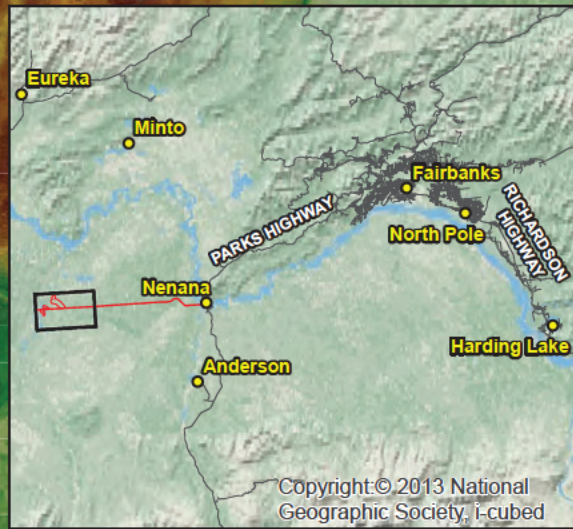 Eureka
Minto
Fairbanks
PARKS HIGHWAY
North Pole
RICHARDSON
HIGHWAY
Nenana
Harding Lake
Anderson
Copyright:© 2013 National
Geographic Society, i-cubed